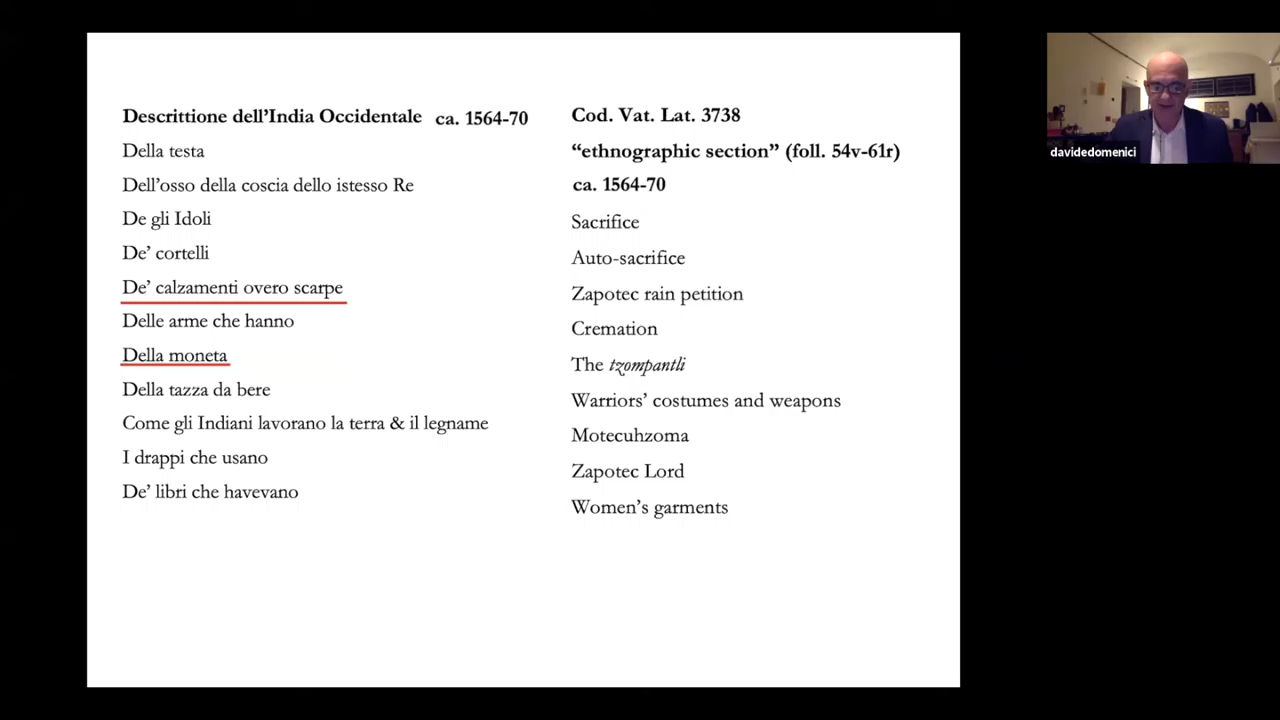 Descrittione dell’India Occidentale ca. 1564-70
Della testa
Dell’osso della coscia dello istesso Re
De gli Idoli
De’ cortelli
De’ calzamenti overo scarpe
Delle arme che hanno
Della moneta
Della tazza da bere
Come gli Indiani lavorano la terra & il legname
I drappi che usano
De’ libri che havevano
Cod. Vat. Lat. 3738
“ethnographic section” (foll. 54v-61r)
ca. 1564-70
Sacrifice
Auto-sacrifice
Zapotec rain petition
Cremation
The tzompantli
Warriors’ costumes and weapons
Motecuhzoma
Zapotec Lord
Women’s garments
davidedomenici